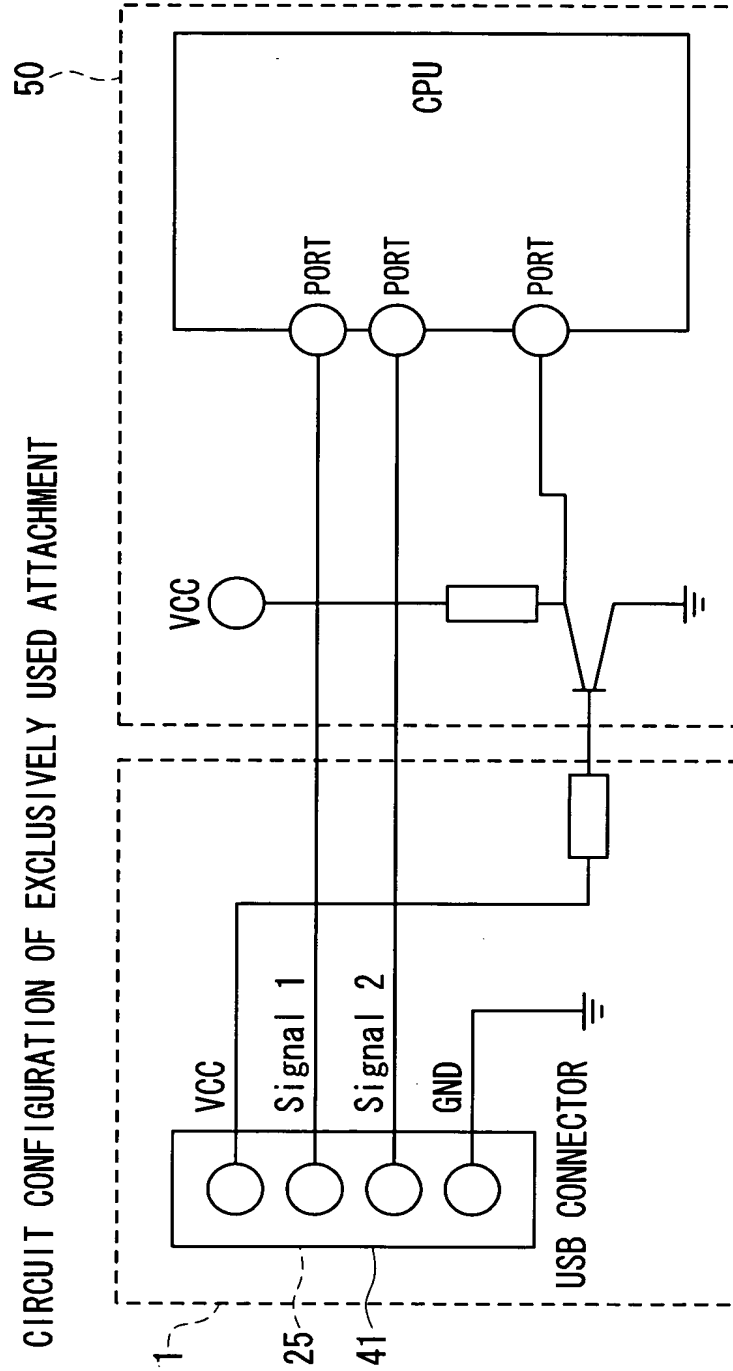 CIRCUIT CONFIGURATION OF EXCLUSIVELY USED ATTACHMENT
1
50
25
41
VCC
Signal 1
Signal 2
GND
USB CONNECTOR
VCC
PORT
PORT
PORT
CPU